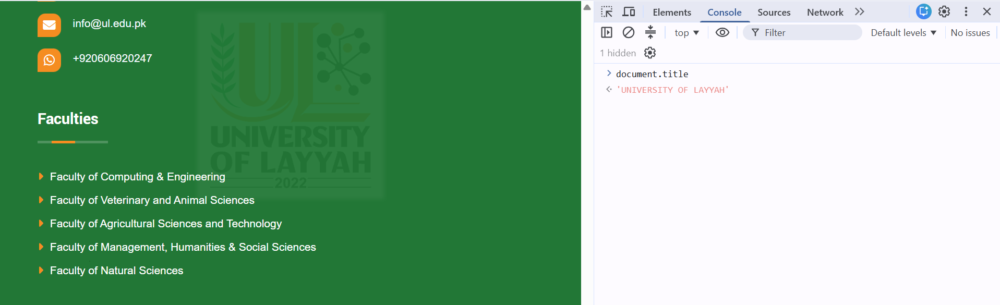 info@ul.edu.pk
+920606920247
UL
UNIVERSITY
OF LAYYAH
2022
Faculties
Faculty of Computing & Engineering
Faculty of Veterinary and Animal Sciences
Faculty of Agricultural Sciences and Technology
Faculty of Management, Humanities & Social Sciences
Faculty of Natural Sciences
Elements Console Sources Network
top Filter Default levels No issues
1 hidden
document.title
'UNIVERSITY OF LAYYAH'